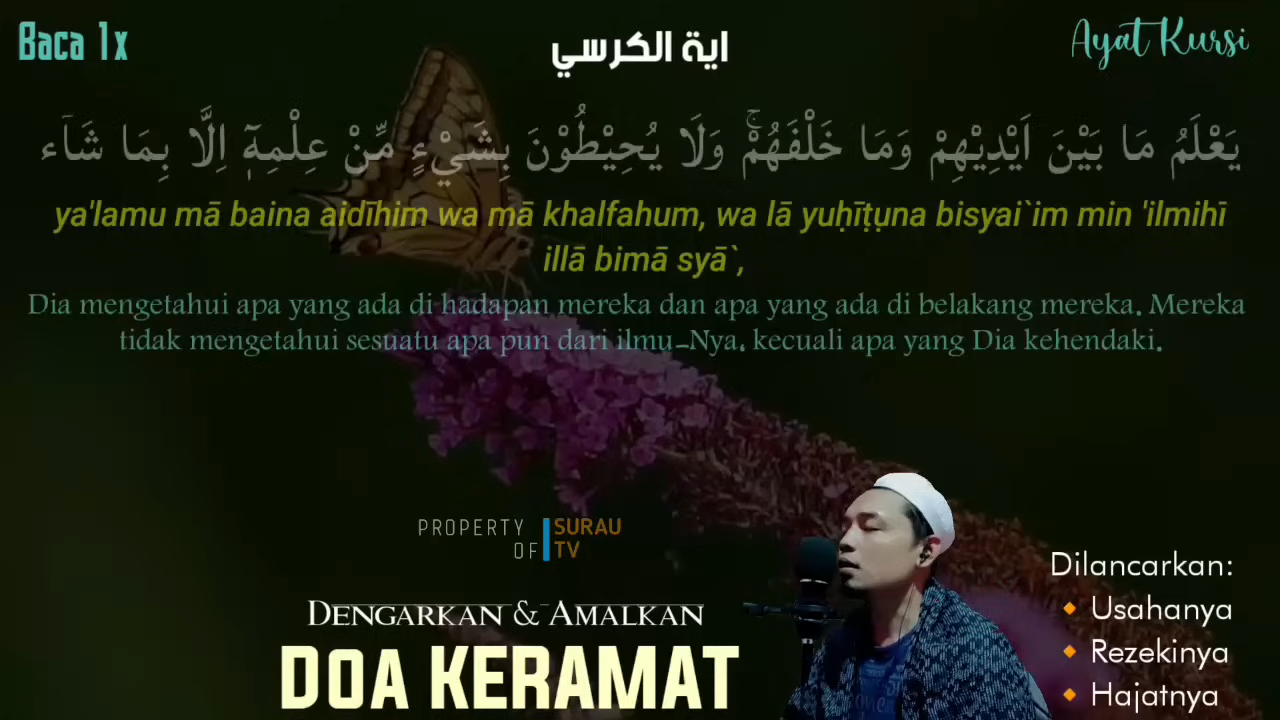 Baca 1x
اية الكرسي
Ayat Kursi
يَعْلَمُ مَا بَيْنَ اَيْدِيْهِمْ وَمَا خَلْفَهُمْۚ وَلَا يُحِيْطُوْنَ بِشَيْءٍ مِّنْ عِلْمِهٖٓ اِلَّا بِمَا شَاۤء
ya'lamu mā baina aidīhim wa mā khalfahum, wa lā yuḥīṭụna bisyai`im min 'ilmihī
illā bimā syā`,
Dia mengetahui apa yang ada di hadapan mereka dan apa yang ada di belakang mereka. Mereka
tidak mengetahui sesuatu apa pun dari ilmu-Nya, kecuali apa yang Dia kehendaki.
PROPERTY OF
SURAU TV
DENGARKAN & AMALKAN
DOA KERAMAT
Dilancarkan:
🔸 Usahanya
🔸 Rezekinya
🔸 Hajatnya